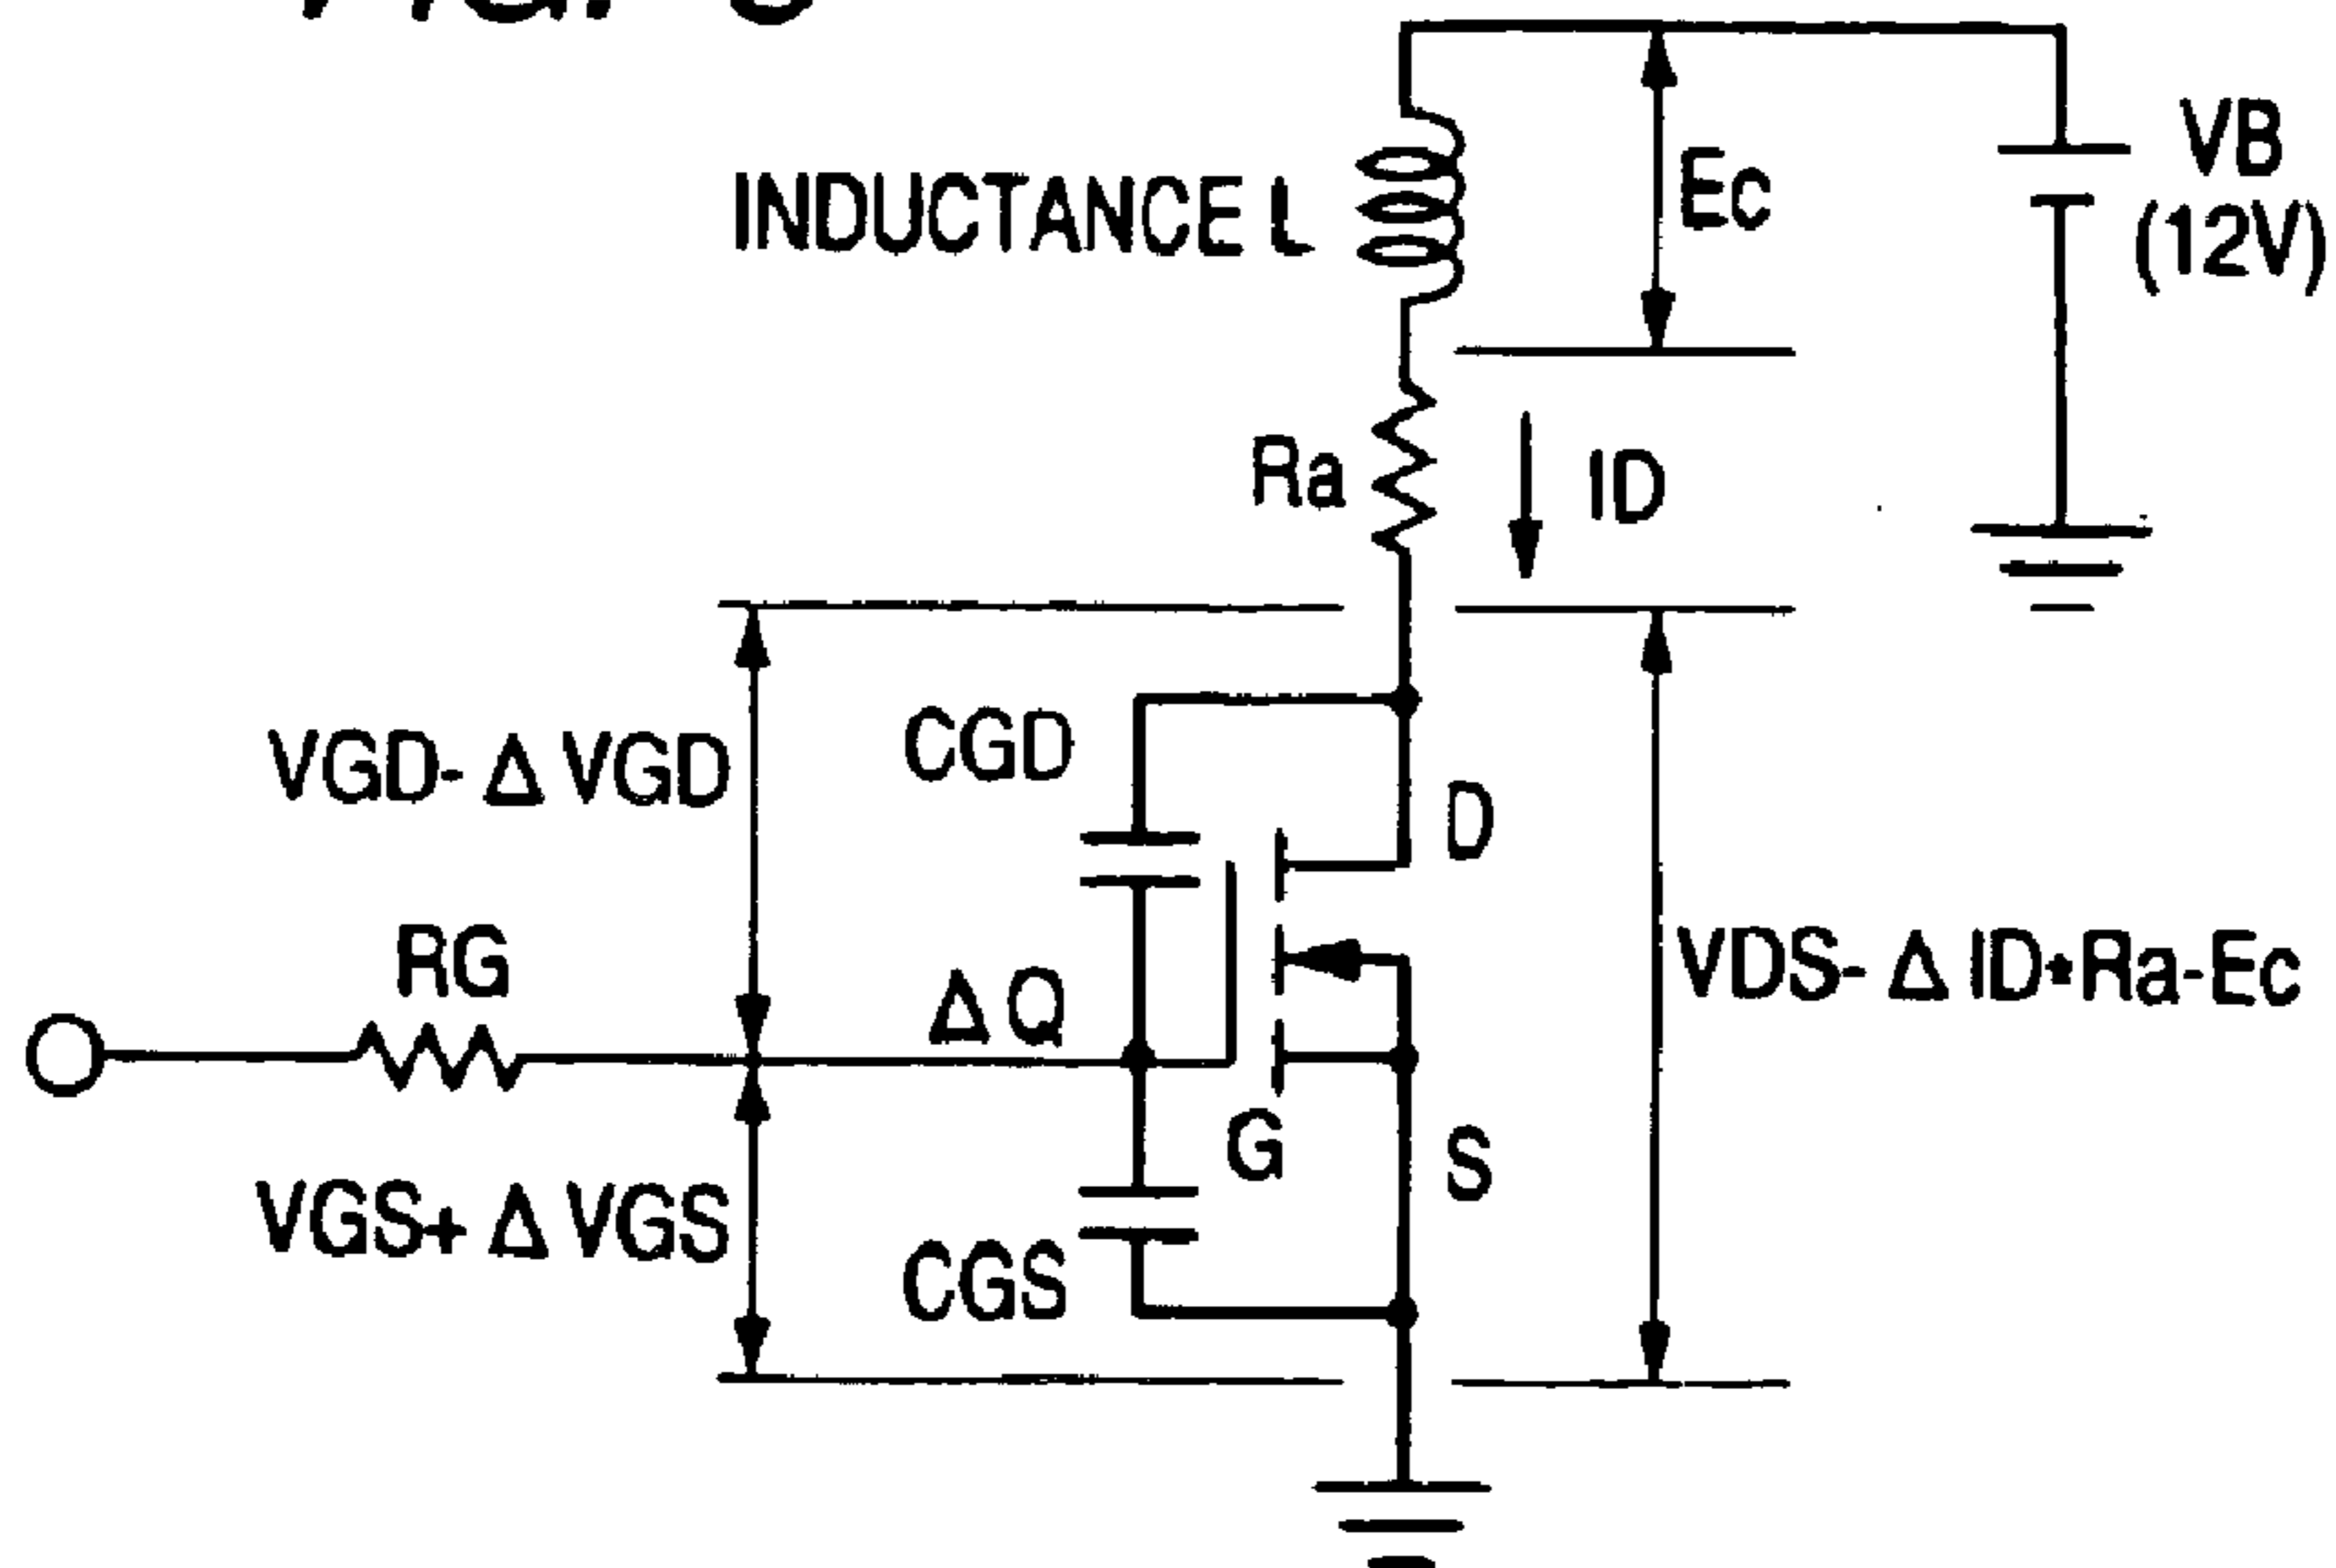 INDUCTANCE L
EC
VB
(12V)
Ra
ID
VGD-ΔVGD
CGD
D
RG
ΔQ
VDS-ΔID•Ra-Ec
G
S
VGS+ΔVGS
CGS